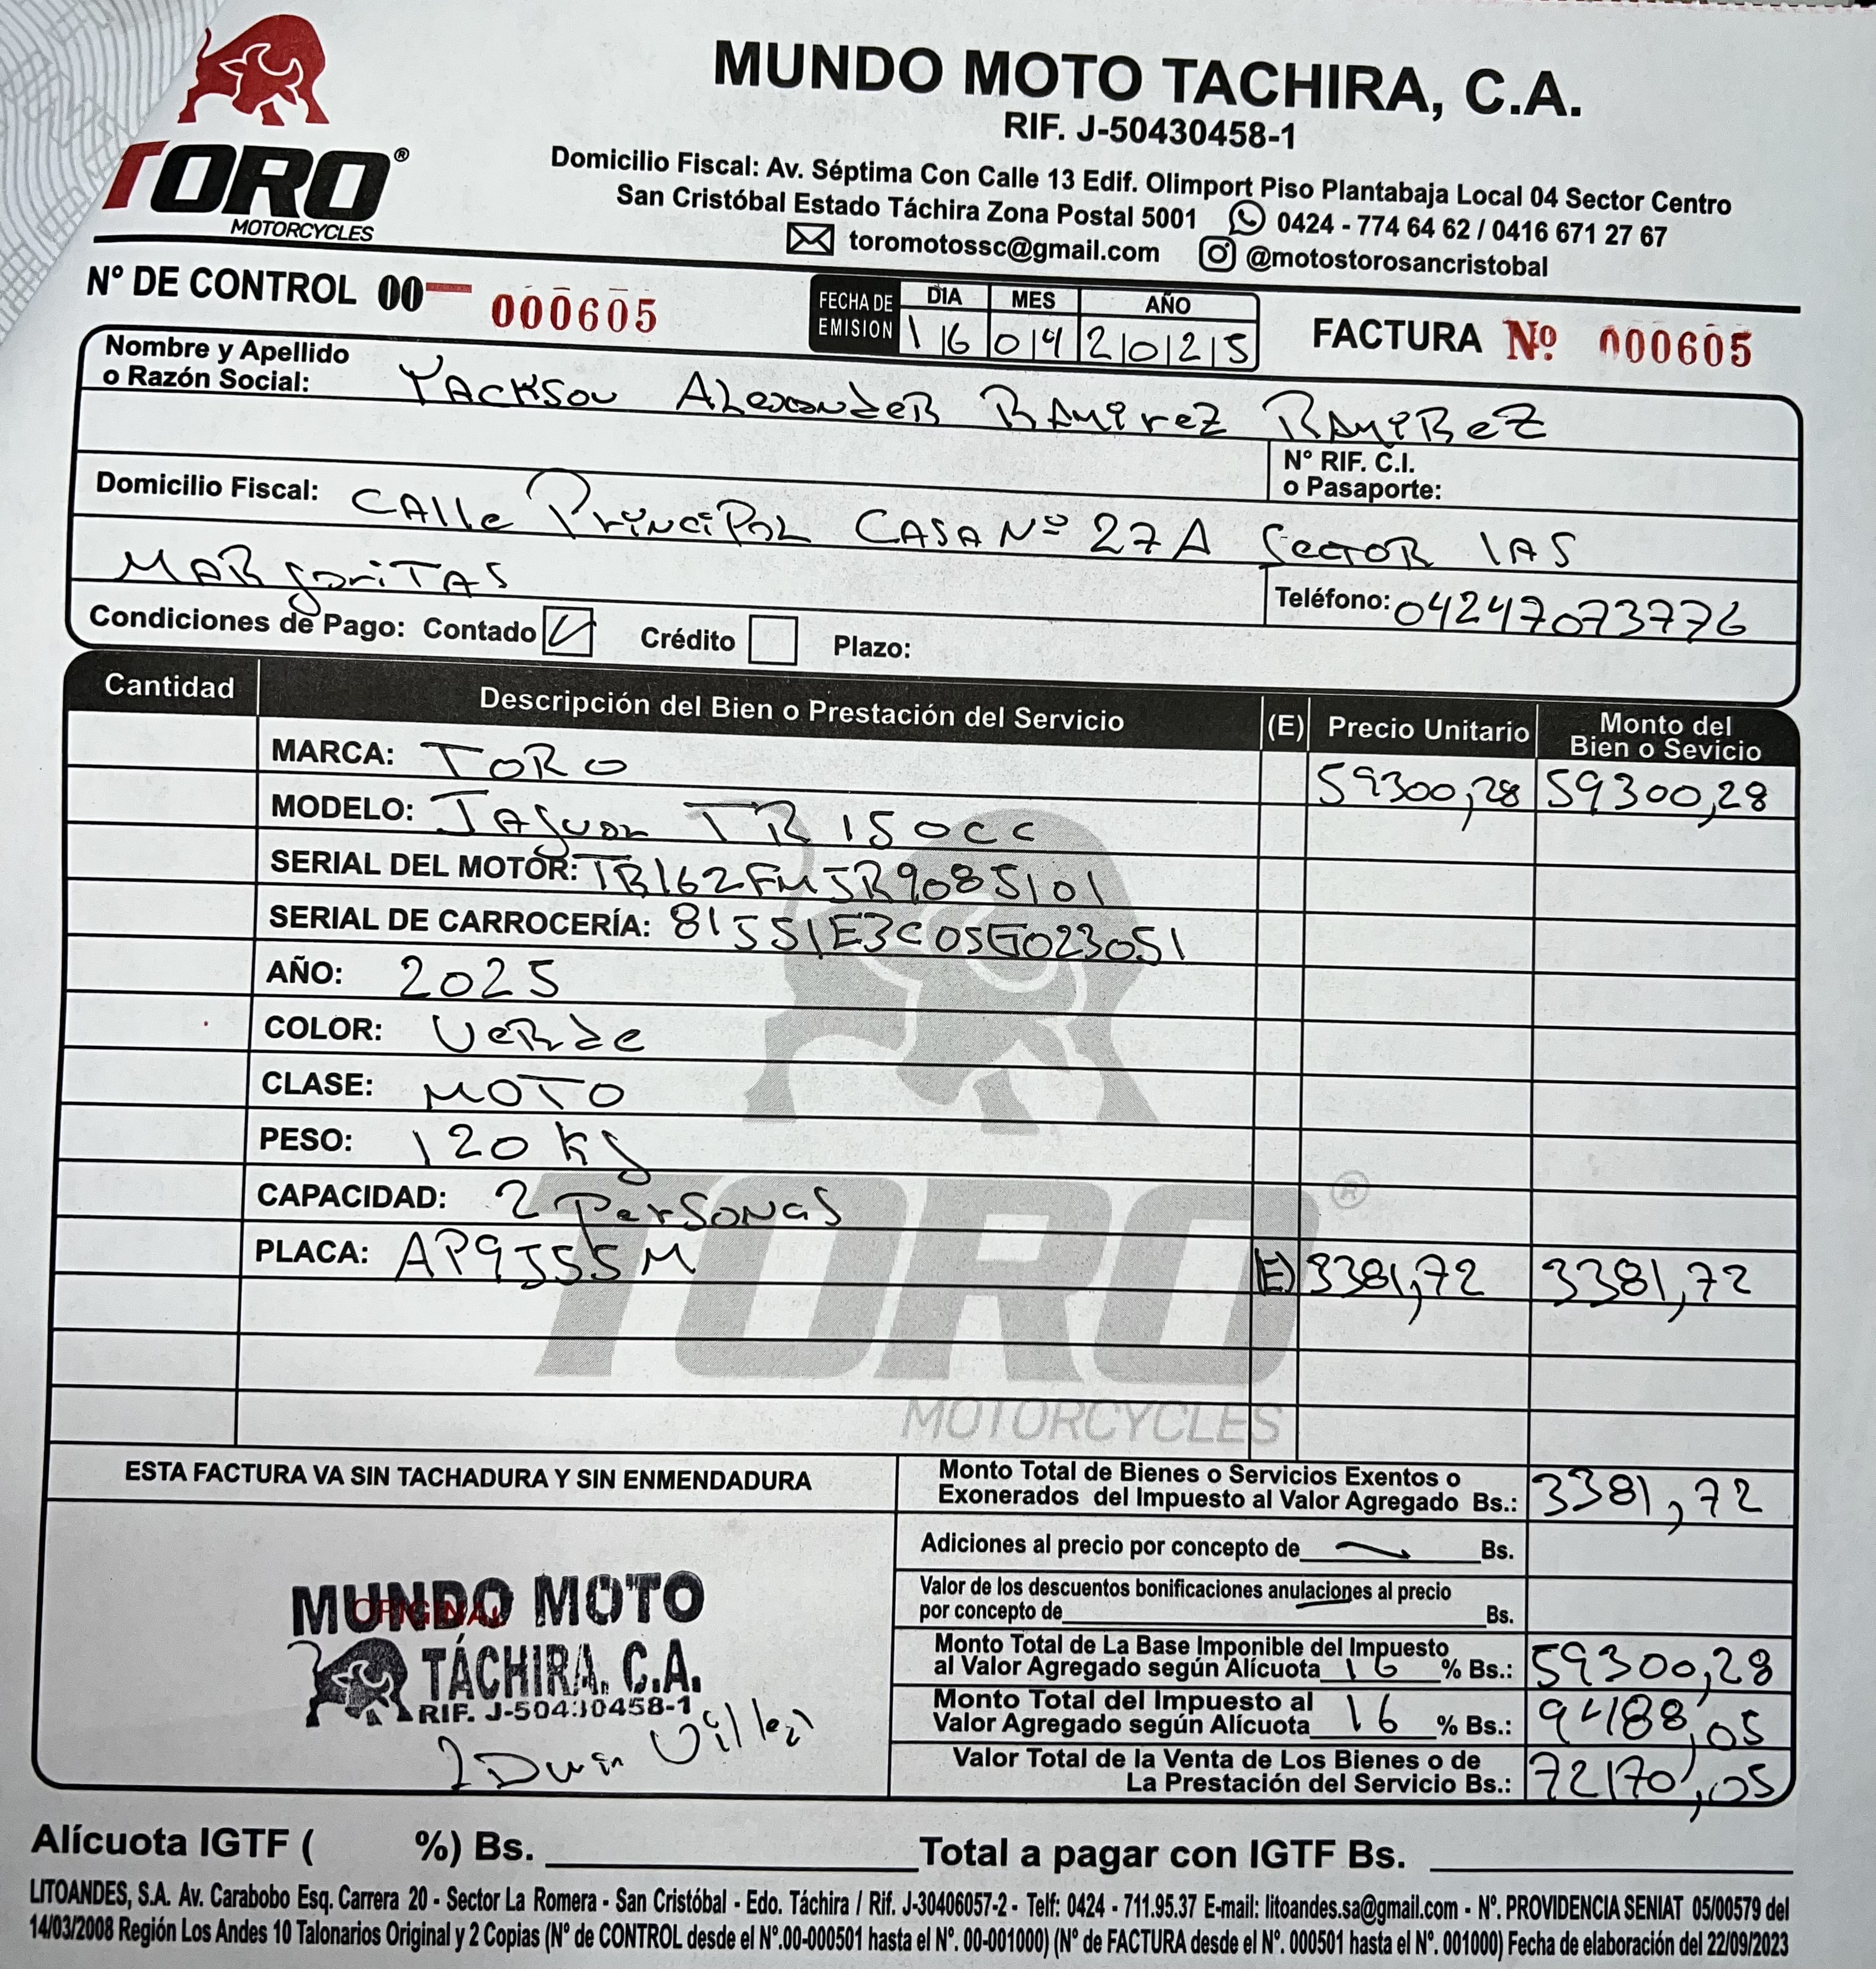 TORO®
MOTORCYCLES
MUNDO MOTO TACHIRA, C.A.
RIF. J-50430458-1
Domicilio Fiscal: Av. Séptima Con Calle 13 Edif. Olimport Piso Plantabaja Local 04 Sector Centro
San Cristóbal Estado Táchira Zona Postal 5001 0424 - 774 64 62 / 0416 671 27 67
toromotossc@gmail.com @motostorosancristobal
N° DE CONTROL 00- 000605
FECHA DE EMISION DIA MES AÑO
16 04 2025
FACTURA Nº 000605
Nombre y Apellido
o Razón Social: Yackson Alexander Ramirez Ramirez
N° RIF. C.I.
o Pasaporte:
Domicilio Fiscal: Calle Principal Casa Nº 27A Sector las
Margaritas
Teléfono: 04247073776
Condiciones de Pago: Contado Crédito Plazo:
Cantidad Descripción del Bien o Prestación del Servicio (E) Precio Unitario Monto del Bien o Sevicio
MARCA: TORO 59300,28 59300,28
MODELO: Jaguar TR 150cc
SERIAL DEL MOTOR: TR162FMJR9085101
SERIAL DE CARROCERÍA: 81JS1E3C05G023051
AÑO: 2025
COLOR: Verde
CLASE: MOTO
PESO: 120 Kg
CAPACIDAD: 2 Personas
PLACA: AP9J55M (E) 3381,72 3381,72
TORO®
MOTORCYCLES
ESTA FACTURA VA SIN TACHADURA Y SIN ENMENDADURA
Monto Total de Bienes o Servicios Exentos o
Exonerados del Impuesto al Valor Agregado Bs.: 3381,72
Adiciones al precio por concepto de Bs.
Valor de los descuentos bonificaciones anulaciones al precio
por concepto de Bs.
Monto Total de La Base Imponible del Impuesto
al Valor Agregado según Alícuota 16 % Bs.: 59300,28
Monto Total del Impuesto al
Valor Agregado según Alícuota 16 % Bs.: 9488,05
Valor Total de la Venta de Los Bienes o de
La Prestación del Servicio Bs.: 72170,05
ORIGINAL
MUNDO MOTO
TÁCHIRA, C.A.
RIF. J-50430458-1
Alícuota IGTF ( %) Bs. Total a pagar con IGTF Bs.
LITOANDES, S.A. Av. Carabobo Esq. Carrera 20 - Sector La Romera - San Cristóbal - Edo. Táchira / Rif. J-30406057-2 - Telf: 0424 - 711.95.37 E-mail: litoandes.sa@gmail.com - N°. PROVIDENCIA SENIAT 05/00579 del
14/03/2008 Región Los Andes 10 Talonarios Original y 2 Copias (N° de CONTROL desde el N°.00-000501 hasta el N°. 00-001000) (N° de FACTURA desde el N°. 000501 hasta el N°. 001000) Fecha de elaboración del 22/09/2023